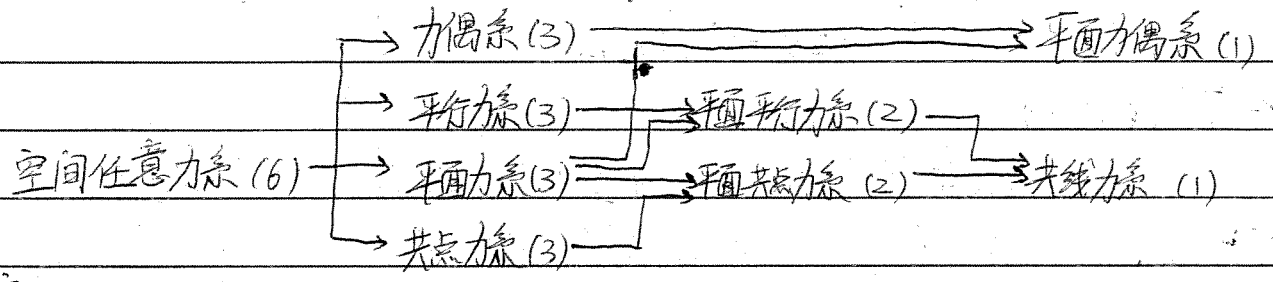 力偶系(3) 平面力偶系(1)
平行力系(3) 平面平行力系(2)
空间任意力系(6) 平面力系(3) 平面共点力系(2) 共线力系(1)
共点力系(3)